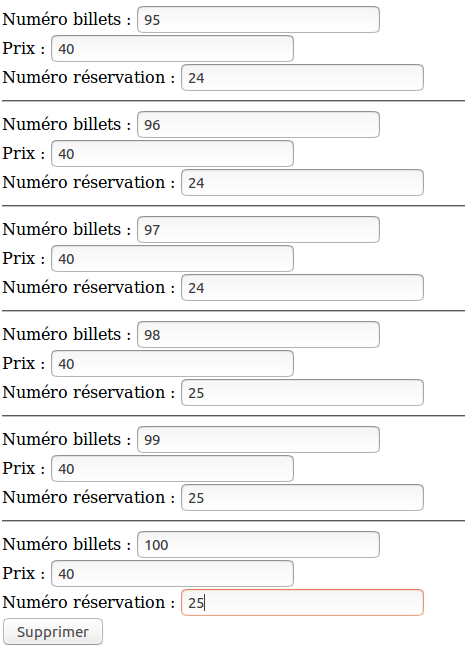 Numéro billets : 95
Prix : 40
Numéro réservation : 24
Numéro billets : 96
Prix : 40
Numéro réservation : 24
Numéro billets : 97
Prix : 40
Numéro réservation : 24
Numéro billets : 98
Prix : 40
Numéro réservation : 25
Numéro billets : 99
Prix : 40
Numéro réservation : 25
Numéro billets : 100
Prix : 40
Numéro réservation : 25
Supprimer